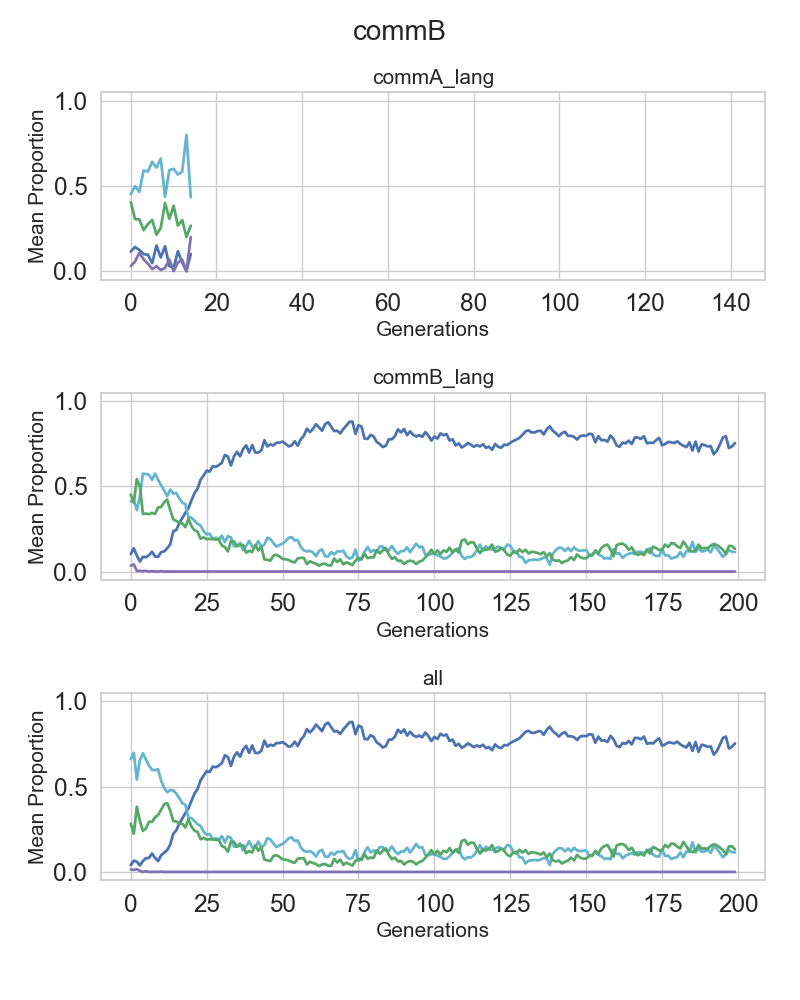 commB
commA_lang
Mean Proportion
1.0
0.5
0.0
0 20 40 60 80 100 120 140
Generations
commB_lang
Mean Proportion
1.0
0.5
0.0
0 25 50 75 100 125 150 175 200
Generations
all
Mean Proportion
1.0
0.5
0.0
0 25 50 75 100 125 150 175 200
Generations